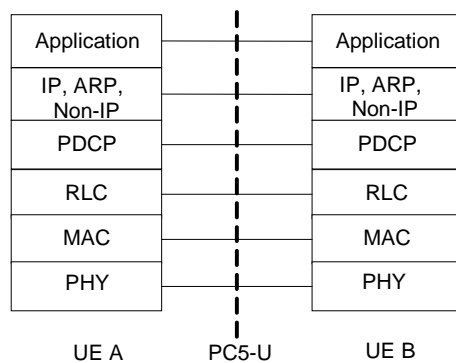 Application Application
IP, ARP, IP, ARP,
Non-IP Non-IP
PDCP PDCP
RLC RLC
MAC MAC
PHY PHY
UE A PC5-U UE B